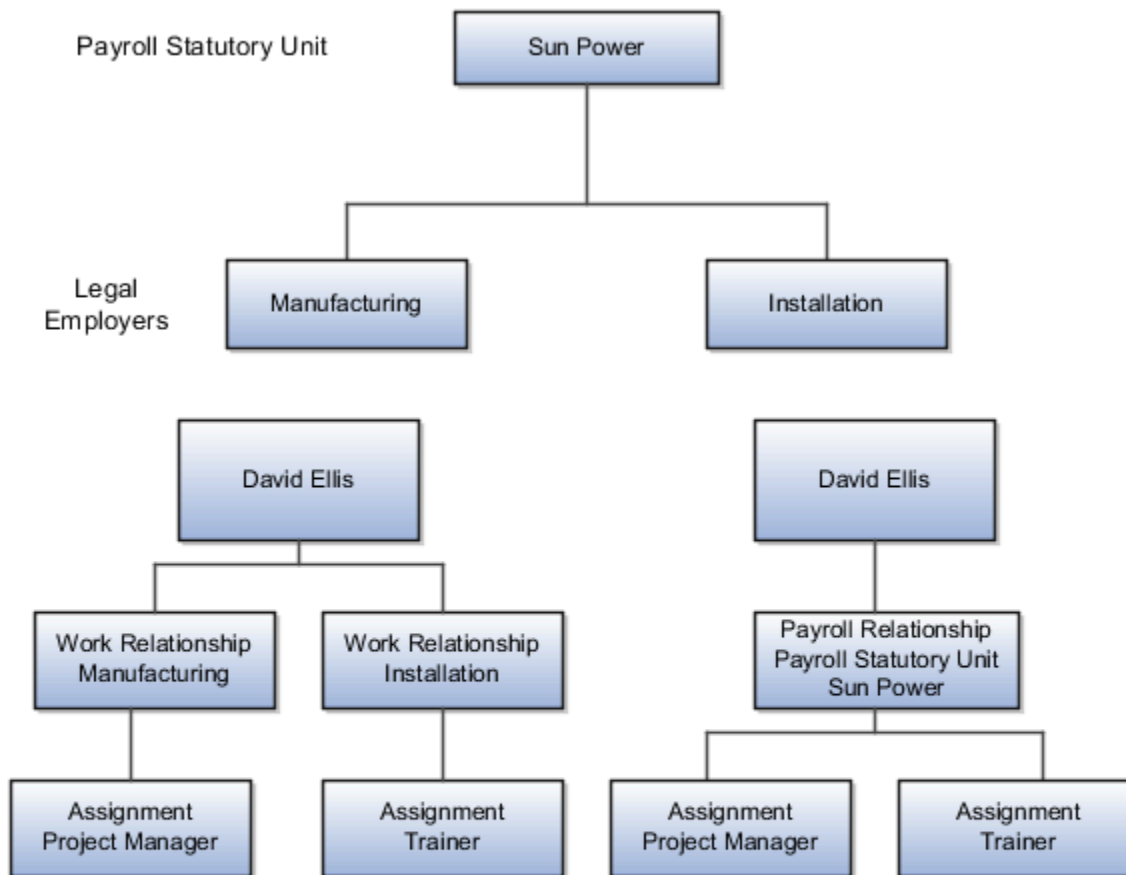 Payroll Statutory Unit
Sun Power
Legal
Employers
Manufacturing
Installation
David Ellis
David Ellis
Work Relationship
Manufacturing
Work Relationship
Installation
Payroll Relationship
Payroll Statutory Unit
Sun Power
Assignment
Project Manager
Assignment
Trainer
Assignment
Project Manager
Assignment
Trainer